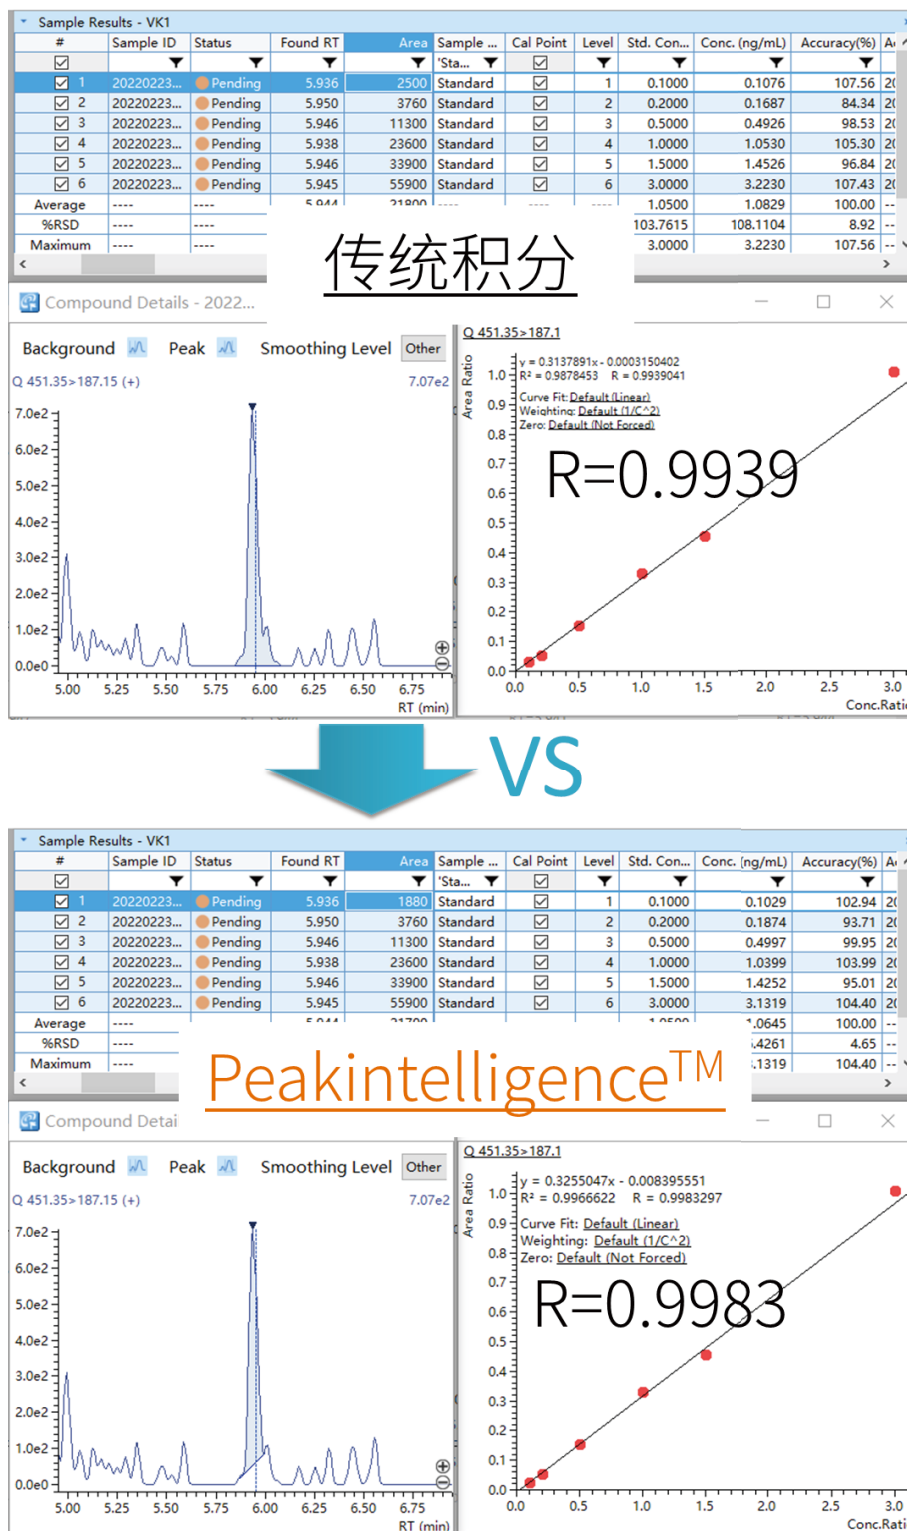 Sample Results - VK1
# Sample ID Status Found RT Area Sample ... Cal Point Level Std. Con... Conc. (ng/mL) Accuracy(%)
'Sta...
1 20220223... Pending 5.936 2500 Standard 1 0.1000 0.1076 107.56
2 20220223... Pending 5.950 3760 Standard 2 0.2000 0.1687 84.34
3 20220223... Pending 5.946 11300 Standard 3 0.5000 0.4926 98.53
4 20220223... Pending 5.938 23600 Standard 4 1.0000 1.0530 105.30
5 20220223... Pending 5.946 33900 Standard 5 1.5000 1.4526 96.84
6 20220223... Pending 5.945 55900 Standard 6 3.0000 3.2230 107.43
Average ---- ---- 5.944 21800 ---- ---- ---- 1.0500 1.0829 100.00 --
%RSD ---- ---- 103.7615 108.1104 8.92 --
Maximum ---- ---- 3.0000 3.2230 107.56 --
传统积分
Compound Details - 2022...
Background Peak Smoothing Level Other
Q 451.35>187.15 (+) 7.07e2
7.0e2
6.0e2
5.0e2
4.0e2
3.0e2
2.0e2
1.0e2
0.0e0
5.00 5.25 5.50 5.75 6.00 6.25 6.50 6.75
RT (min)
Q 451.35>187.1
y = 0.3137891x - 0.0003150402
R² = 0.9878453 R = 0.9939041
Curve Fit: Default (Linear)
Weighting: Default (1/C^2)
Zero: Default (Not Forced)
R=0.9939
Area Ratio
1.0
0.9
0.8
0.7
0.6
0.5
0.4
0.3
0.2
0.1
0.0
0.0 0.5 1.0 1.5 2.0 2.5 3.0
Conc.Rati
VS
Sample Results - VK1
# Sample ID Status Found RT Area Sample ... Cal Point Level Std. Con... Conc. (ng/mL) Accuracy(%)
'Sta...
1 20220223... Pending 5.936 1880 Standard 1 0.1000 0.1029 102.94
2 20220223... Pending 5.950 3760 Standard 2 0.2000 0.1874 93.71
3 20220223... Pending 5.946 11300 Standard 3 0.5000 0.4997 99.95
4 20220223... Pending 5.938 23600 Standard 4 1.0000 1.0399 103.99
5 20220223... Pending 5.946 33900 Standard 5 1.5000 1.4252 95.01
6 20220223... Pending 5.945 55900 Standard 6 3.0000 3.1319 104.40
Average ---- 1.0645 100.00 --
%RSD ---- .4261 4.65 --
Maximum ---- .1319 104.40 --
Peakintelligence™
Compound Detai
Background Peak Smoothing Level Other
Q 451.35>187.15 (+) 7.07e2
7.0e2
6.0e2
5.0e2
4.0e2
3.0e2
2.0e2
1.0e2
0.0e0
5.00 5.25 5.50 5.75 6.00 6.25 6.50 6.75
RT (min)
Q 451.35>187.1
y = 0.3255047x - 0.008395551
R² = 0.9966622 R = 0.9983297
Curve Fit: Default (Linear)
Weighting: Default (1/C^2)
Zero: Default (Not Forced)
R=0.9983
Area Ratio
1.0
0.9
0.8
0.7
0.6
0.5
0.4
0.3
0.2
0.1
0.0
0.0 0.5 1.0 1.5 2.0 2.5 3.0
Conc.Rati